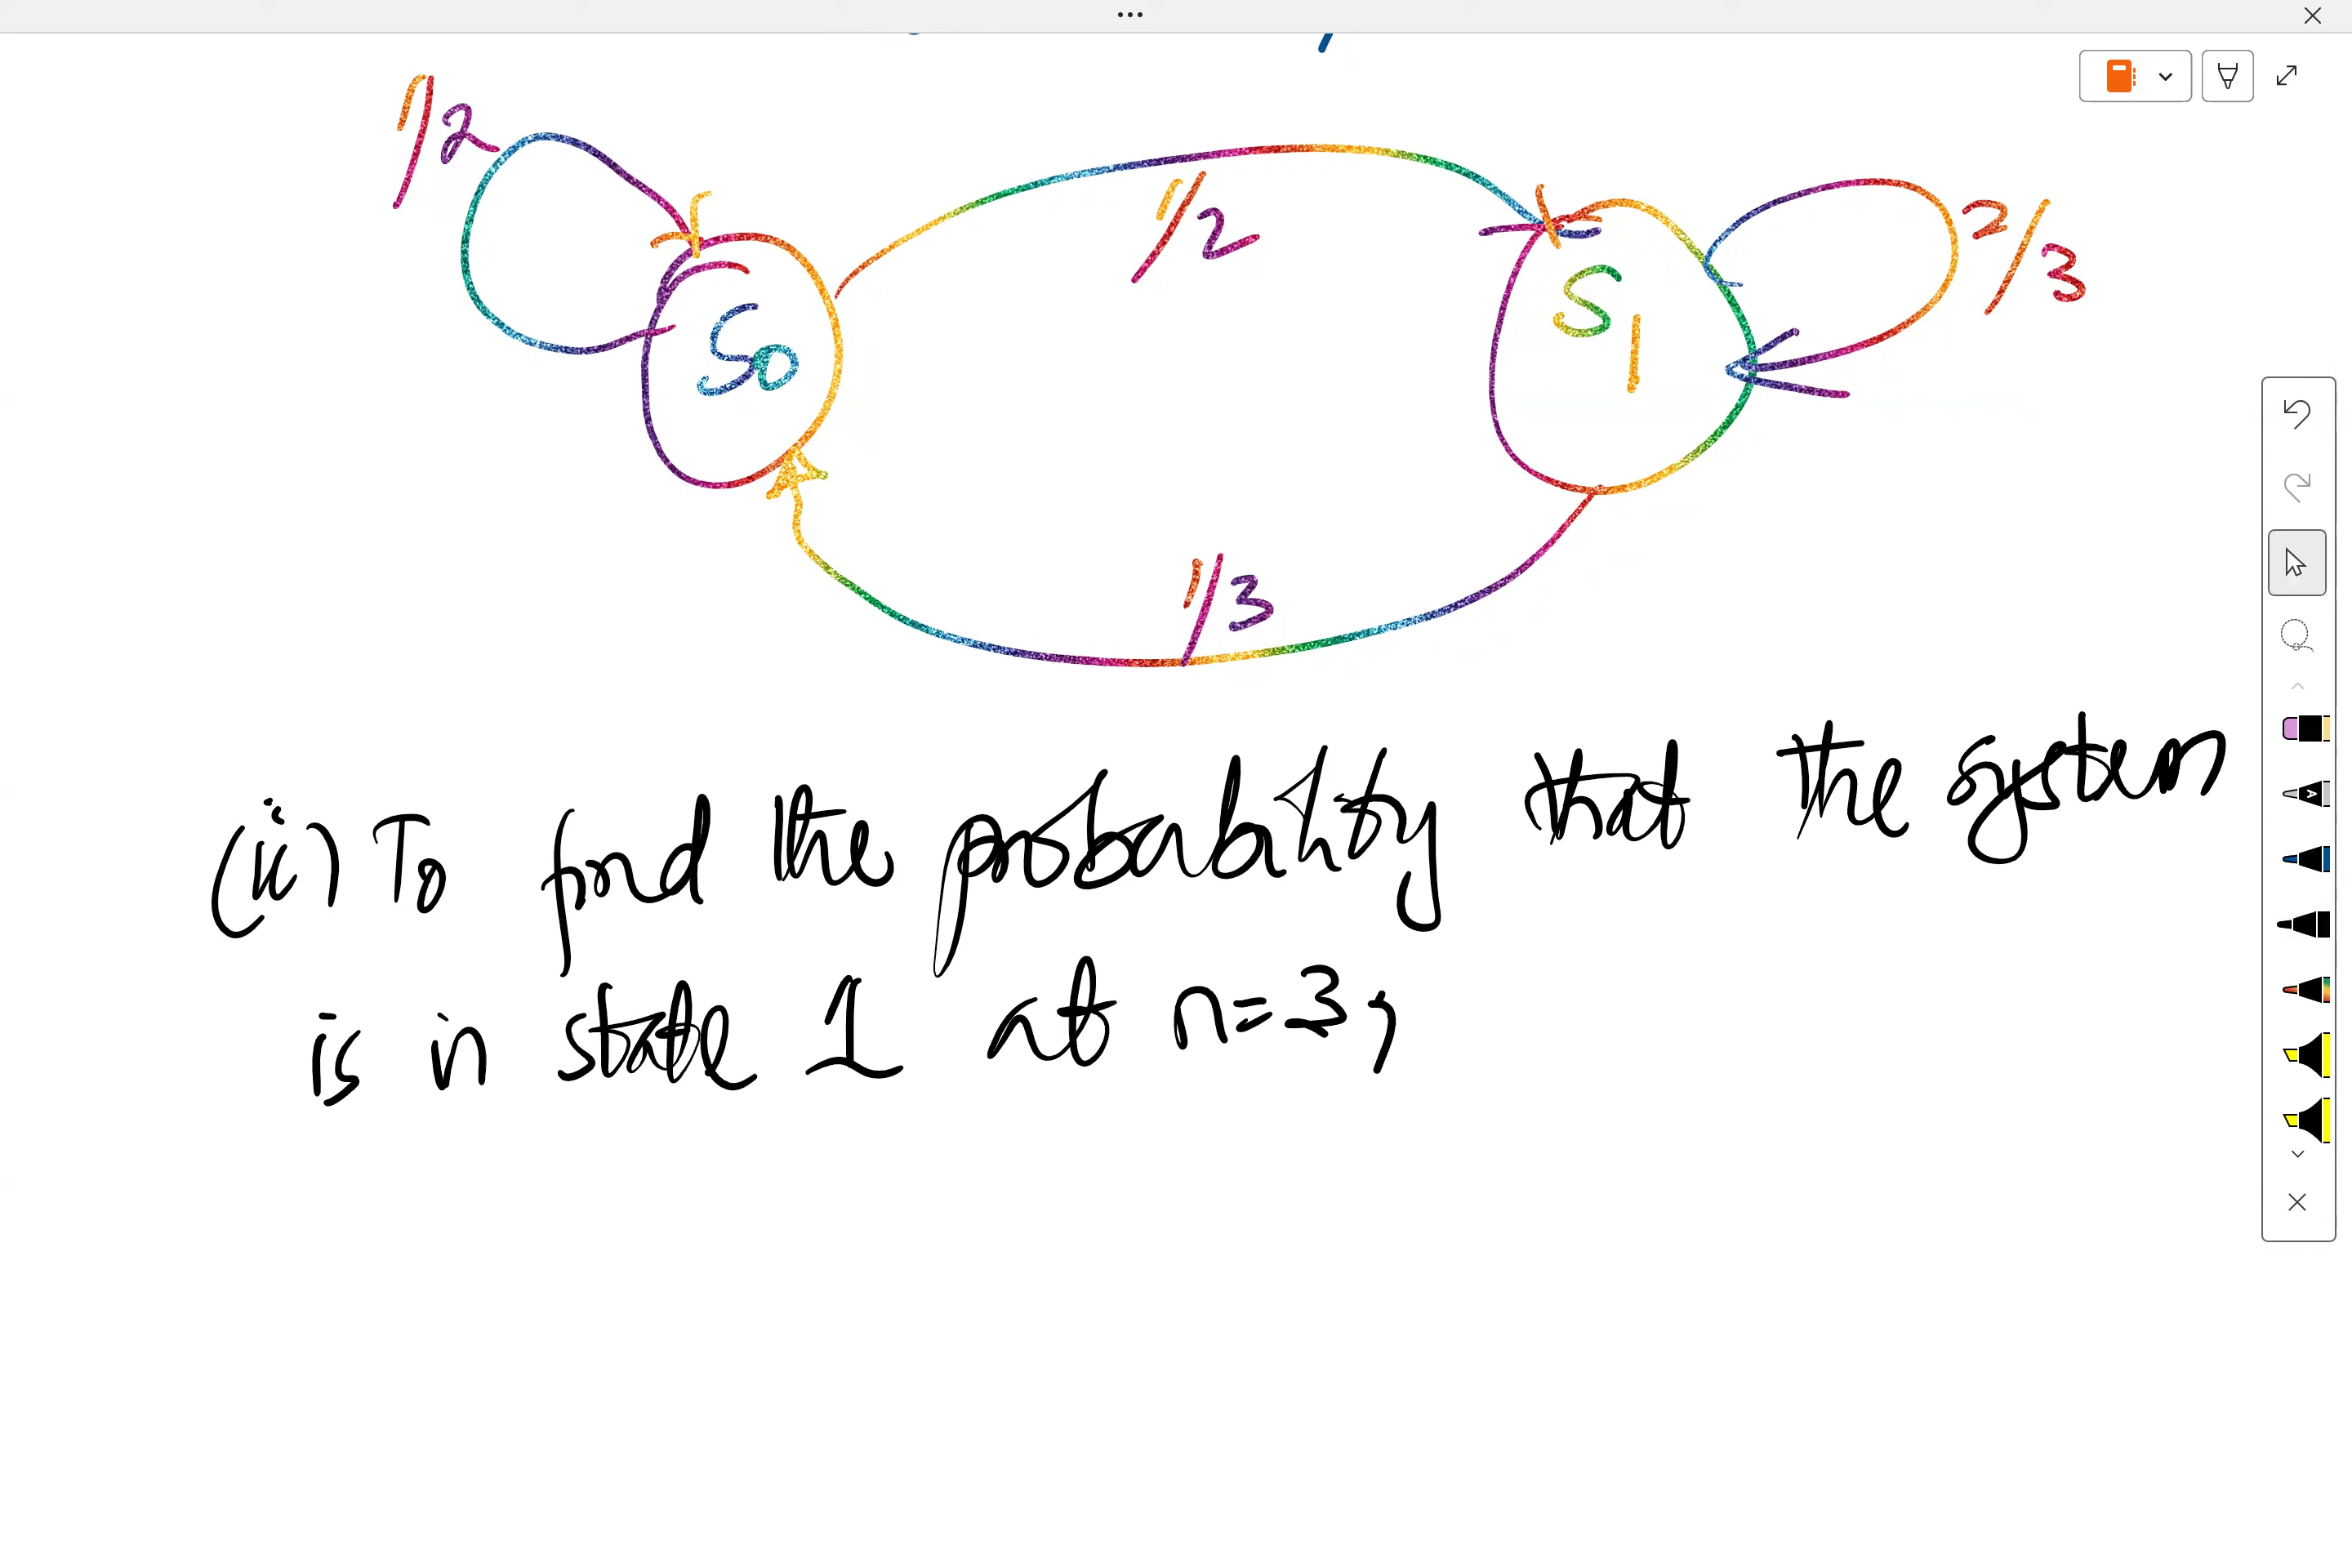 1/2
1/2
2/3
S0
S1
1/3
(ii) To find the probability that the system
is in state 1 at n=3,